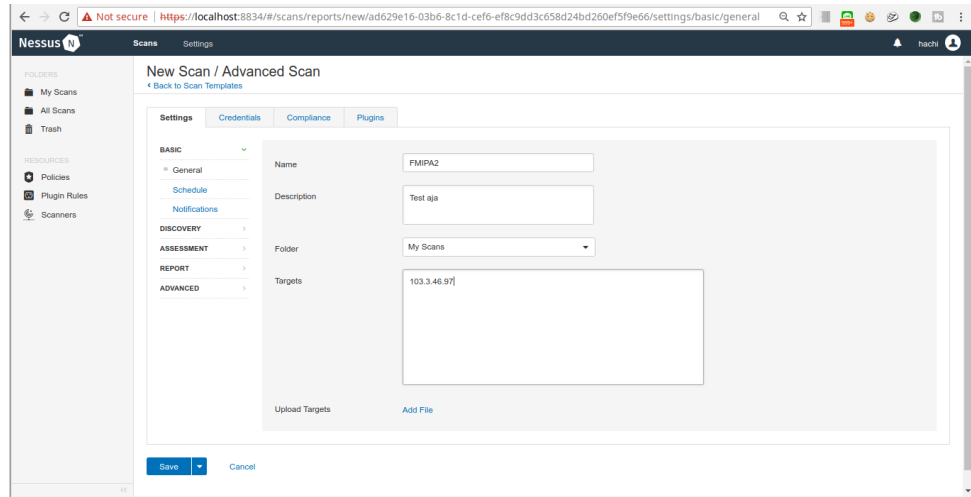 Not secure | https://localhost:8834/#/scans/reports/new/ad629e16-03b6-8c1d-cef6-ef8c9dd3c658d24bd260ef5f9e66/settings/basic/general
Nessus N Scans Settings hachi
FOLDERS
My Scans
All Scans
Trash
RESOURCES
Policies
Plugin Rules
Scanners
New Scan / Advanced Scan
Back to Scan Templates
Settings Credentials Compliance Plugins
BASIC
General
Schedule
Notifications
DISCOVERY
ASSESSMENT
REPORT
ADVANCED
Name FMIPA2
Description Test aja
Folder My Scans
Targets 103.3.46.97
Upload Targets Add File
Save Cancel